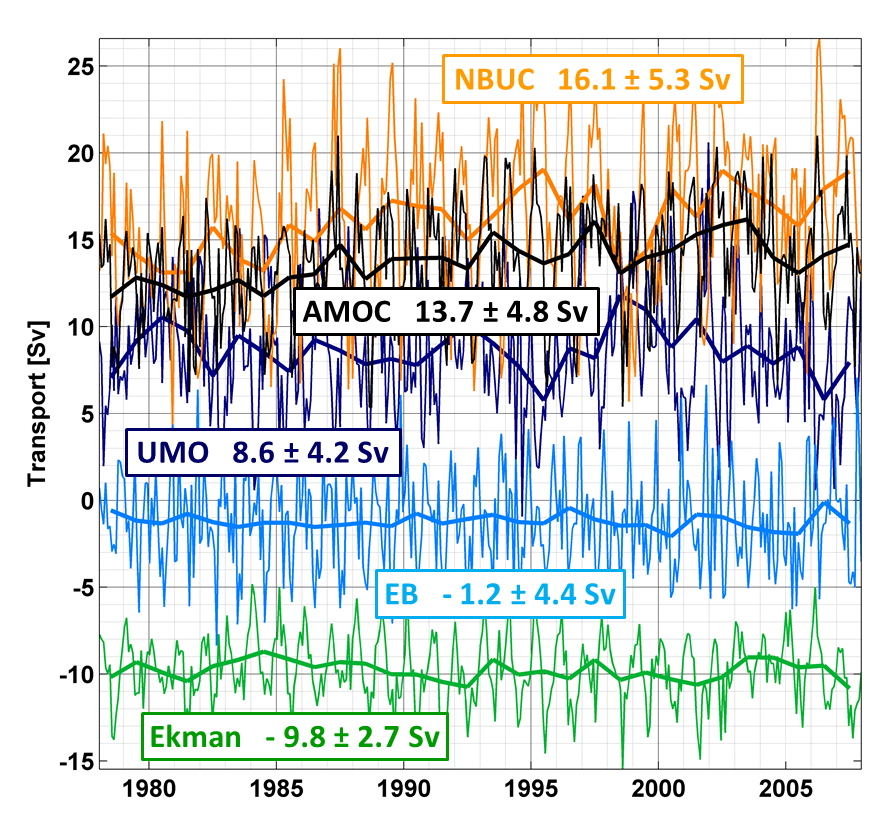 NBUC 16.1 ± 5.3 Sv
AMOC 13.7 ± 4.8 Sv
UMO 8.6 ± 4.2 Sv
EB - 1.2 ± 4.4 Sv
Ekman - 9.8 ± 2.7 Sv
Transport [Sv]
25
20
15
10
5
0
-5
-10
-15
1980 1985 1990 1995 2000 2005